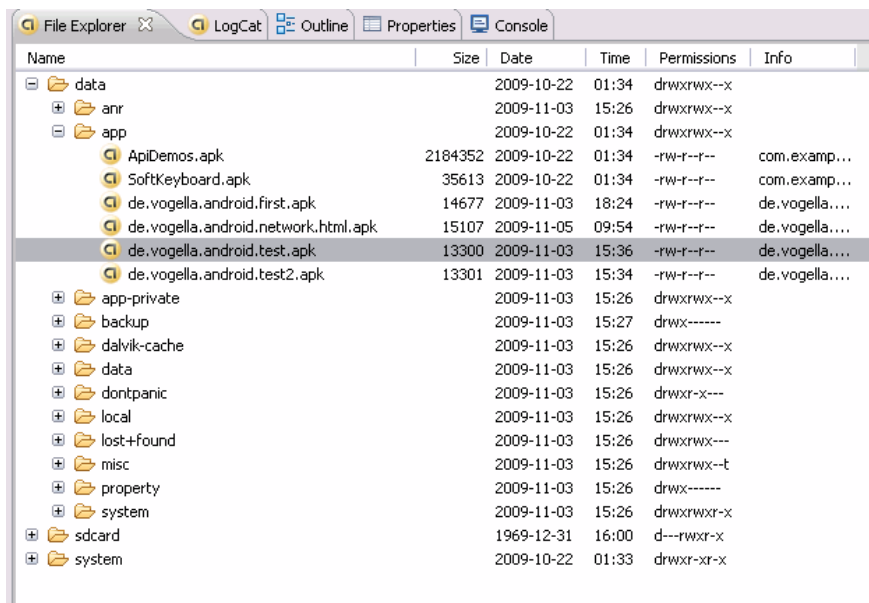 File Explorer LogCat Outline Properties Console
Name Size Date Time Permissions Info
data 2009-10-22 01:34 drwxrwx--x
anr 2009-11-03 15:26 drwxrwx--x
app 2009-10-22 01:34 drwxrwx--x
ApiDemos.apk 2184352 2009-10-22 01:34 -rw-r--r-- com.examp...
SoftKeyboard.apk 35613 2009-10-22 01:34 -rw-r--r-- com.examp...
de.vogella.android.first.apk 14677 2009-11-03 18:24 -rw-r--r-- de.vogella....
de.vogella.android.network.html.apk 15107 2009-11-05 09:54 -rw-r--r-- de.vogella....
de.vogella.android.test.apk 13300 2009-11-03 15:36 -rw-r--r-- de.vogella....
de.vogella.android.test2.apk 13301 2009-11-03 15:34 -rw-r--r-- de.vogella....
app-private 2009-11-03 15:26 drwxrwx--x
backup 2009-11-03 15:27 drwx------
dalvik-cache 2009-11-03 15:26 drwxrwx--x
data 2009-11-03 15:26 drwxrwx--x
dontpanic 2009-11-03 15:26 drwxr-x---
local 2009-11-03 15:26 drwxrwx--x
lost+found 2009-11-03 15:26 drwxrwx---
misc 2009-11-03 15:26 drwxrwx--t
property 2009-11-03 15:26 drwx------
system 2009-11-03 15:26 drwxrwxr-x
sdcard 1969-12-31 16:00 d---rwxr-x
system 2009-10-22 01:33 drwxr-xr-x